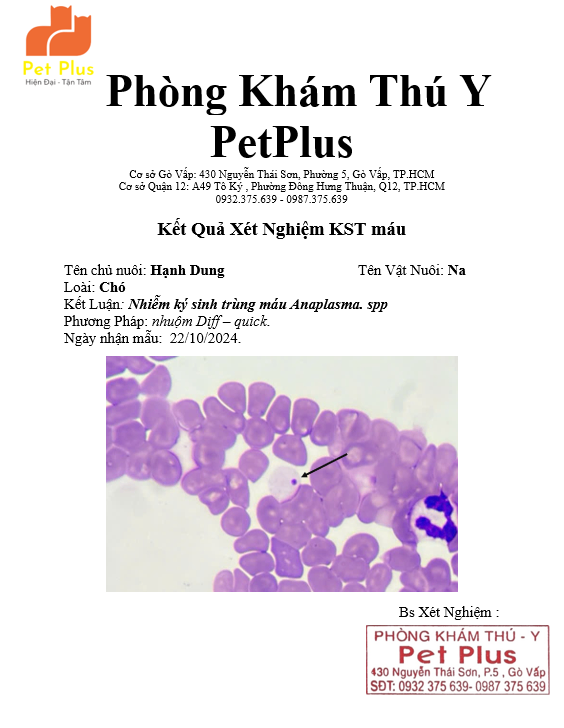 Pet Plus
Hiện Đại - Tận Tâm
Phòng Khám Thú Y
PetPlus
Cơ sở Gò Vấp: 430 Nguyễn Thái Sơn, Phường 5, Gò Vấp, TP.HCM
Cơ sở Quận 12: A49 Tô Ký , Phường Đông Hưng Thuận, Q12, TP.HCM
0932.375.639 - 0987.375.639
Kết Quả Xét Nghiệm KST máu
Tên chủ nuôi: Hạnh Dung Tên Vật Nuôi: Na
Loài: Chó
Kết Luận: Nhiễm ký sinh trùng máu Anaplasma. spp
Phương Pháp: nhuộm Diff – quick.
Ngày nhận mẫu: 22/10/2024.
Bs Xét Nghiệm :
PHÒNG KHÁM THÚ - Y
Pet Plus
430 Nguyễn Thái Sơn, P.5 , Gò Vấp
SĐT: 0932 375 639- 0987 375 639